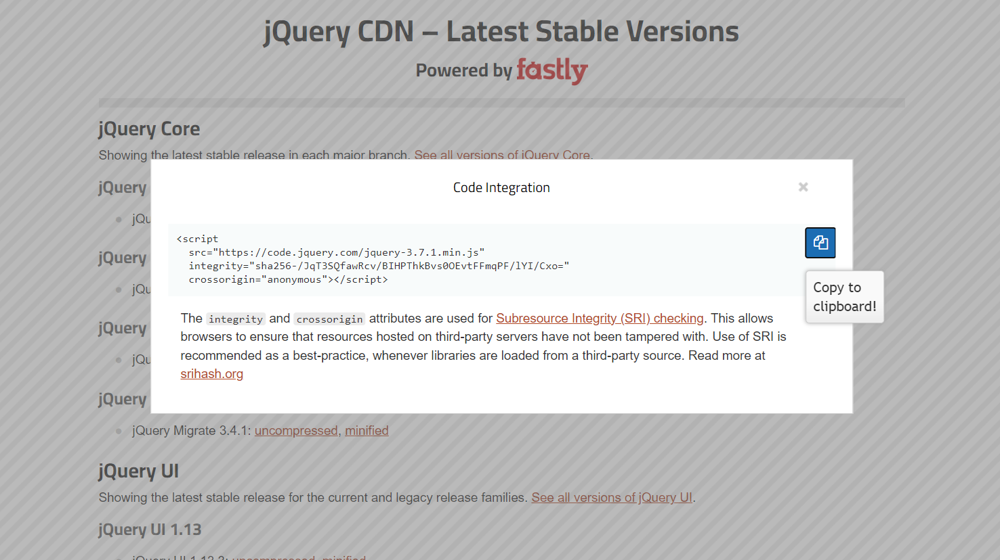 jQuery CDN – Latest Stable Versions
Powered by fastly
jQuery Core
Showing the latest stable release in each major branch. See all versions of jQuery Core.
jQuery
jQu
jQuery
jQu
jQuery
jQu
jQuery
Code Integration
×
<script
  src="https://code.jquery.com/jquery-3.7.1.min.js"
  integrity="sha256-/JqT3SQfawRcv/BIHPThkBvs0OEvtFFmqPF/lYI/Cxo="
  crossorigin="anonymous"></script>
Copy to
clipboard!
The integrity and crossorigin attributes are used for Subresource Integrity (SRI) checking. This allows
browsers to ensure that resources hosted on third-party servers have not been tampered with. Use of SRI is
recommended as a best-practice, whenever libraries are loaded from a third-party source. Read more at
srihash.org
jQuery Migrate 3.4.1: uncompressed, minified
jQuery UI
Showing the latest stable release for the current and legacy release families. See all versions of jQuery UI.
jQuery UI 1.13
jQuery UI 1.13.2: uncompressed, minified